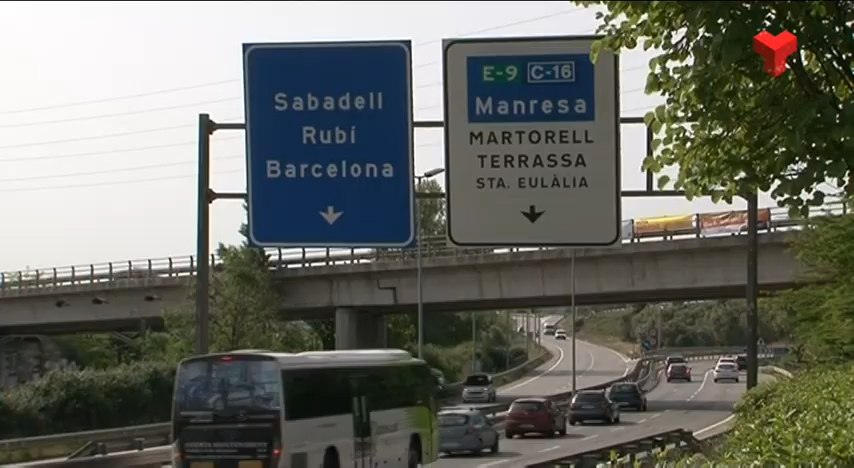 Sabadell
Rubí
Barcelona
E-9 C-16
Manresa
MARTORELL
TERRASSA
STA. EULÀLIA